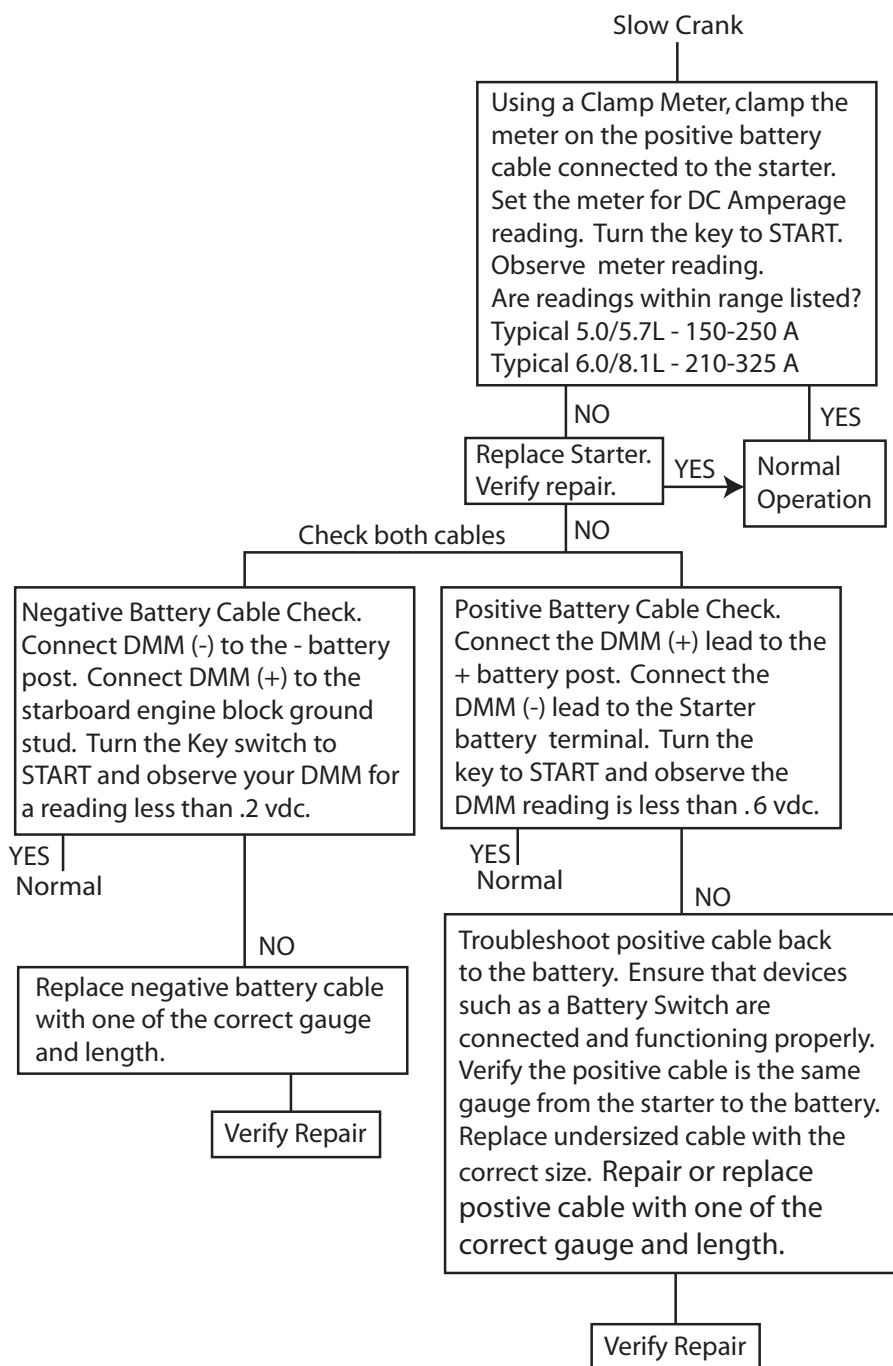 Slow Crank
Using a Clamp Meter, clamp the
meter on the positive battery
cable connected to the starter.
Set the meter for DC Amperage
reading. Turn the key to START.
Observe meter reading.
Are readings within range listed?
Typical 5.0/5.7L - 150-250 A
Typical 6.0/8.1L - 210-325 A
NO
YES
Replace Starter.
Verify repair.
YES
Normal
Operation
NO
Check both cables
Negative Battery Cable Check.
Connect DMM (-) to the - battery
post. Connect DMM (+) to the
starboard engine block ground
stud. Turn the Key switch to
START and observe your DMM for
a reading less than .2 vdc.
YES
Normal
NO
Replace negative battery cable
with one of the correct gauge
and length.
Verify Repair
Positive Battery Cable Check.
Connect the DMM (+) lead to the
+ battery post. Connect the
DMM (-) lead to the Starter
battery terminal. Turn the
key to START and observe the
DMM reading is less than .6 vdc.
YES
Normal
NO
Troubleshoot positive cable back
to the battery. Ensure that devices
such as a Battery Switch are
connected and functioning properly.
Verify the positive cable is the same
gauge from the starter to the battery.
Replace undersized cable with the
correct size. Repair or replace
postive cable with one of the
correct gauge and length.
Verify Repair